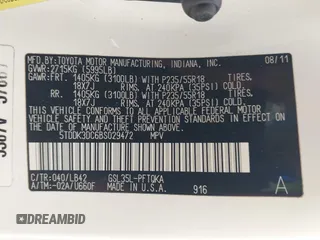 MFD. BY: TOYOTA MOTOR MANUFACTURING, INDIANA, INC. 08/11
GVWR:2715KG (5995LB)
GAWR:FRT. 1405KG (3100LB) WITH P235/55R18 TIRES,
18X7J RIMS, AT 240KPA (35PSI) COLD
RR. 1405KG (3100LB) WITH P235/55R18 TIRES,
18X7J RIMS, AT 240KPA (35PSI) COLD
THIS VEHICLE CONFORMS TO ALL APPLICABLE FEDERAL MOTOR
VEHICLE SAFETY, AND THEFT PREVENTION STANDARDS IN EFFECT
ON THE DATE OF MANUFACTURE SHOWN ABOVE.
5TDDK3DC6BS029472 MPV
C/TR:040/LB42 GSL35L-PFTQKA
A/TM:-02A/U660F MADE IN U.S.A. 916
A